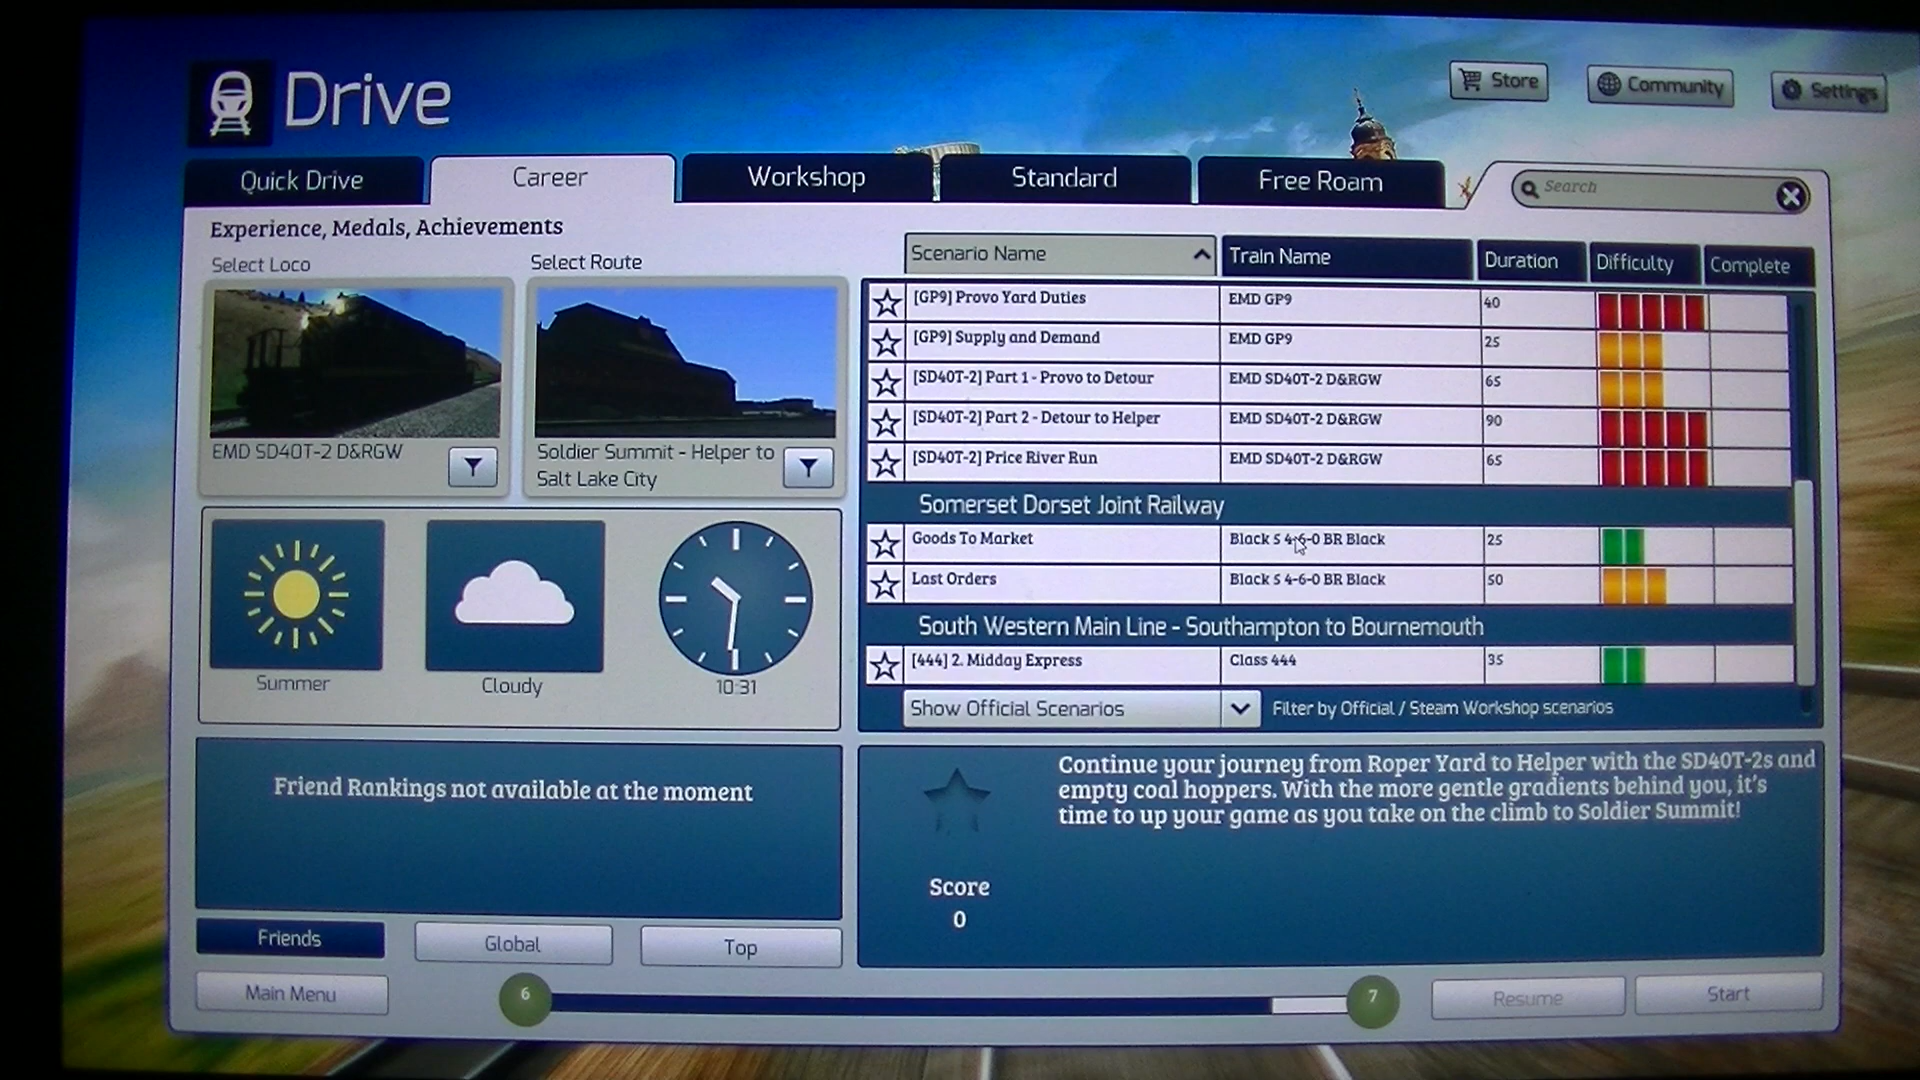 Drive
Store
Community
Settings
Quick Drive
Career
Workshop
Standard
Free Roam
Search
Experience, Medals, Achievements
Select Loco
Select Route
EMD SD40T-2 D&RGW
Soldier Summit - Helper to
Salt Lake City
Summer
Cloudy
10:31
Scenario Name Train Name Duration Difficulty Complete
[GP9] Provo Yard Duties EMD GP9 40
[GP9] Supply and Demand EMD GP9 25
[SD40T-2] Part 1 - Provo to Detour EMD SD40T-2 D&RGW 65
[SD40T-2] Part 2 - Detour to Helper EMD SD40T-2 D&RGW 90
[SD40T-2] Price River Run EMD SD40T-2 D&RGW 65
Somerset Dorset Joint Railway
Goods To Market Black 5 4-6-0 BR Black 25
Last Orders Black 5 4-6-0 BR Black 50
South Western Main Line - Southampton to Bournemouth
[444] 2. Midday Express Class 444 35
Show Official Scenarios
Filter by Official / Steam Workshop scenarios
Friend Rankings not available at the moment
Continue your journey from Roper Yard to Helper with the SD40T-2s and
empty coal hoppers. With the more gentle gradients behind you, it's
time to up your game as you take on the climb to Soldier Summit!
Score
0
Friends
Global
Top
Main Menu
6
7
Resume
Start